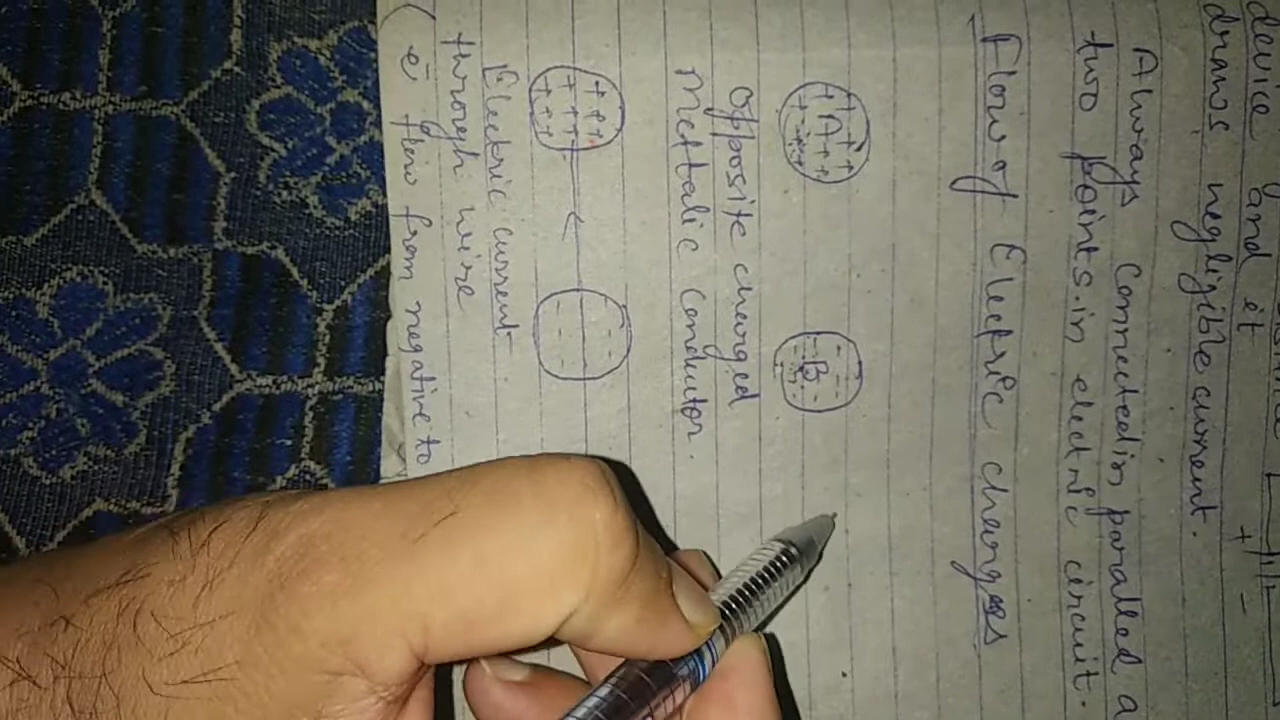 device and it
draws negligible current.
+ -
Always Connected in parallel a
two points in electric circuit.
Flow of Electric charges
A
B
opposite charged
Mettalic conductor.
Electric current
through wire
( e flow from negative to